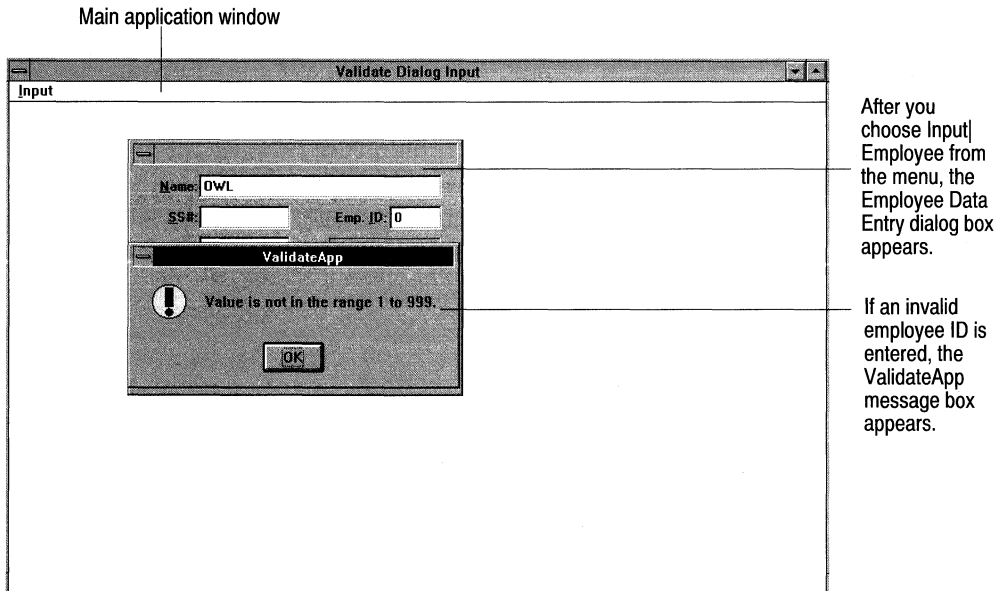 Main application window
Validate Dialog Input
Input
Name: OWL
SS#:
Emp. ID: 0
ValidateApp
Value is not in the range 1 to 999.
OK
After you
choose Input|
Employee from
the menu, the
Employee Data
Entry dialog box
appears.
If an invalid
employee ID is
entered, the
ValidateApp
message box
appears.